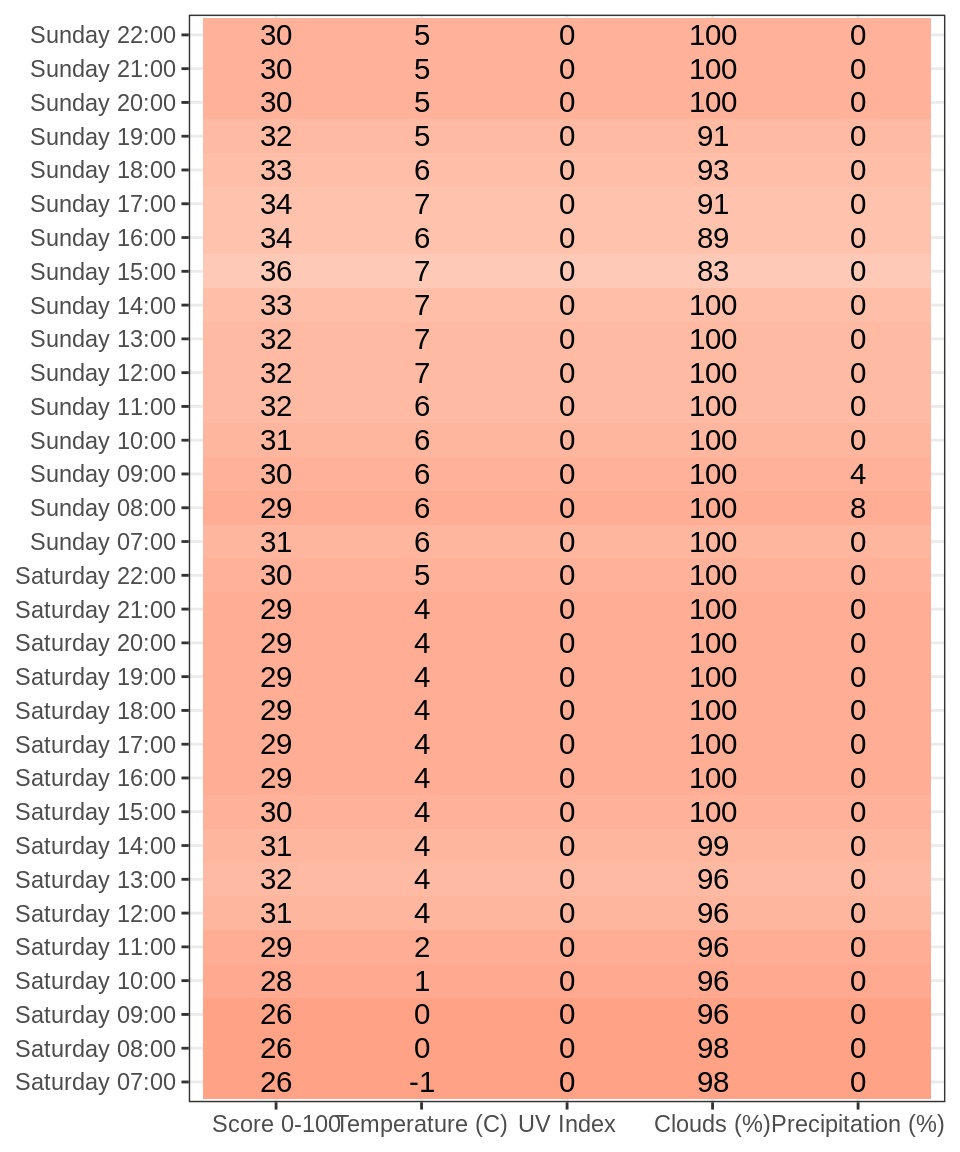 Sunday 22:00 30 5 0 100 0
Sunday 21:00 30 5 0 100 0
Sunday 20:00 30 5 0 100 0
Sunday 19:00 32 5 0 91 0
Sunday 18:00 33 6 0 93 0
Sunday 17:00 34 7 0 91 0
Sunday 16:00 34 6 0 89 0
Sunday 15:00 36 7 0 83 0
Sunday 14:00 33 7 0 100 0
Sunday 13:00 32 7 0 100 0
Sunday 12:00 32 7 0 100 0
Sunday 11:00 32 6 0 100 0
Sunday 10:00 31 6 0 100 0
Sunday 09:00 30 6 0 100 4
Sunday 08:00 29 6 0 100 8
Sunday 07:00 31 6 0 100 0
Saturday 22:00 30 5 0 100 0
Saturday 21:00 29 4 0 100 0
Saturday 20:00 29 4 0 100 0
Saturday 19:00 29 4 0 100 0
Saturday 18:00 29 4 0 100 0
Saturday 17:00 29 4 0 100 0
Saturday 16:00 29 4 0 100 0
Saturday 15:00 30 4 0 100 0
Saturday 14:00 31 4 0 99 0
Saturday 13:00 32 4 0 96 0
Saturday 12:00 31 4 0 96 0
Saturday 11:00 29 2 0 96 0
Saturday 10:00 28 1 0 96 0
Saturday 09:00 26 0 0 96 0
Saturday 08:00 26 0 0 98 0
Saturday 07:00 26 -1 0 98 0
Score 0-100 Temperature (C) UV Index Clouds (%) Precipitation (%)